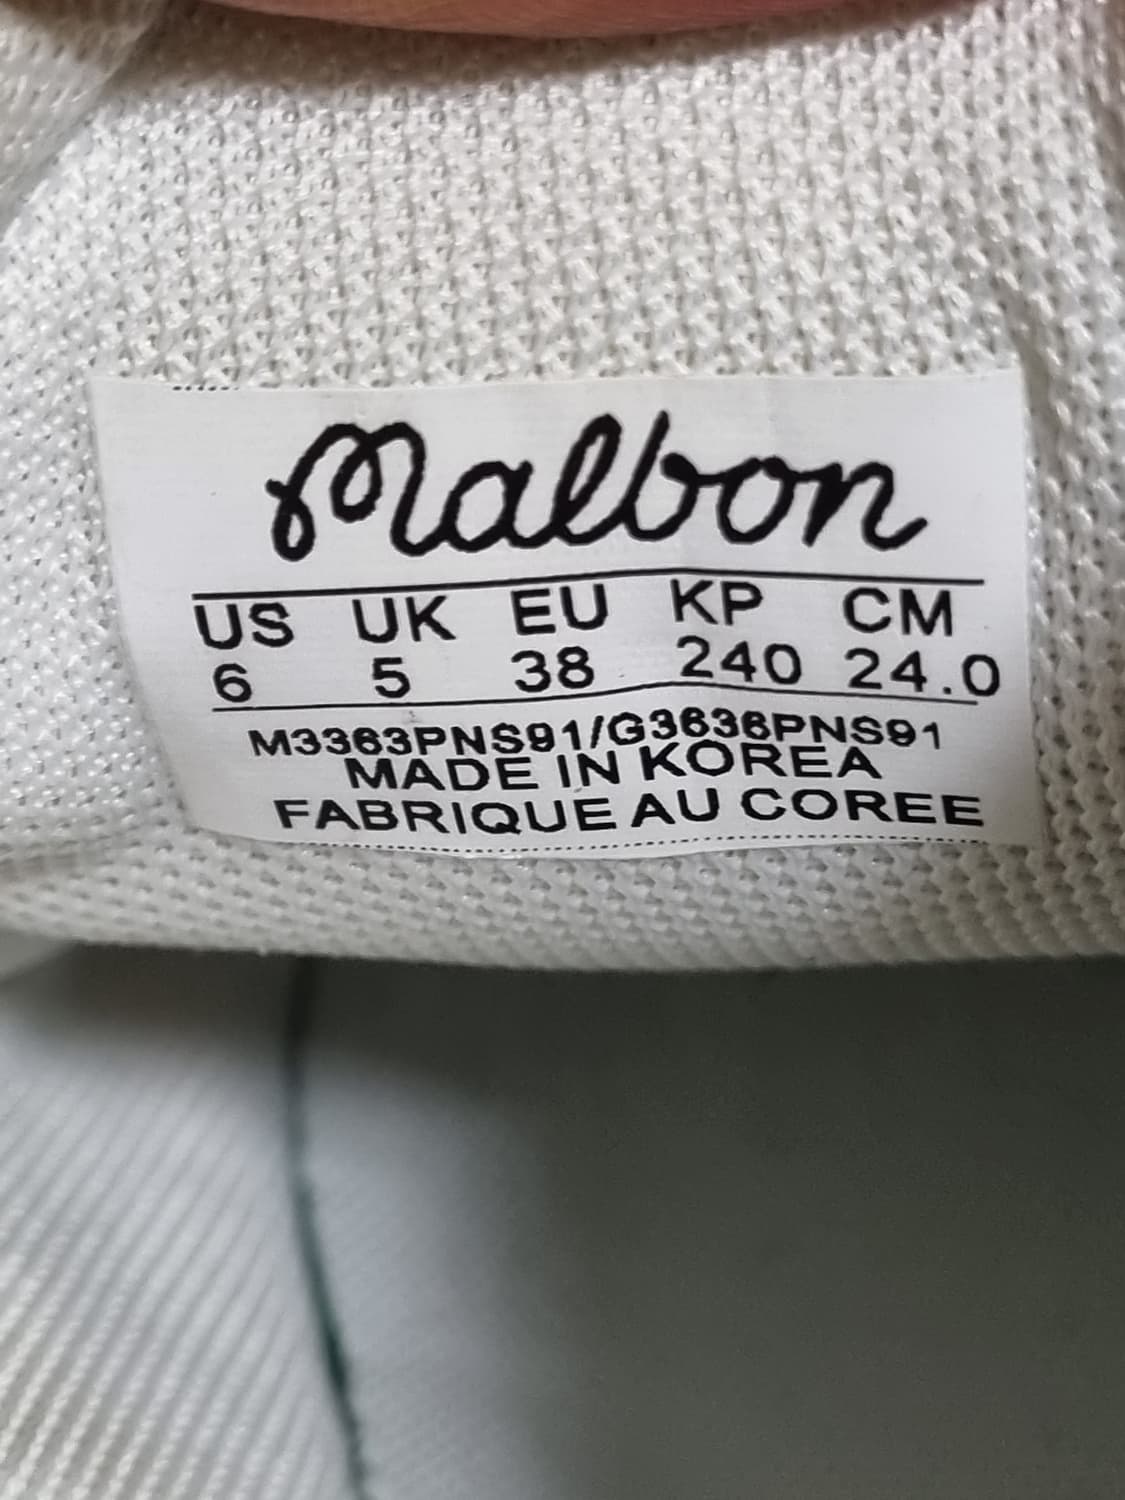 Malbon
US UK EU KP CM
6 5 38 240 24.0
M3363PNS91/G3636PNS91
MADE IN KOREA
FABRIQUE AU COREE